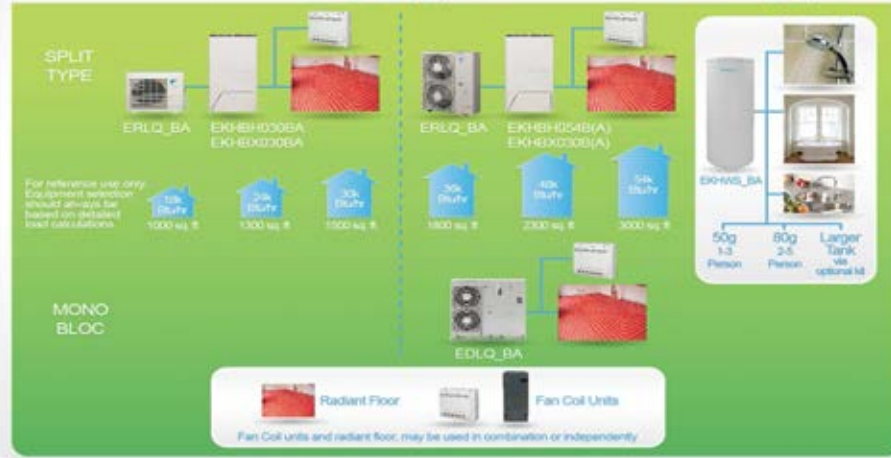 SPLIT
TYPE
ERLQ_BA
EKHBH030BA
EKHBX030BA
ERLQ_BA
EKHBH054B(A)
EKHBX030B(A)
EKHWS_BA
For reference use only.
Equipment selection
should always be
based on detailed
load calculations.
18k
Btu/hr
1000 sq. ft
24k
Btu/hr
1300 sq. ft
30k
Btu/hr
1500 sq. ft
36k
Btu/hr
1800 sq. ft
48k
Btu/hr
2300 sq. ft
54k
Btu/hr
3000 sq. ft
50g
1-3
Person
80g
2-5
Person
Larger
Tank
via
optional kit
MONO
BLOC
EDLQ_BA
Radiant Floor
Fan Coil Units
Fan Coil units and radiant floor, may be used in combination or independently